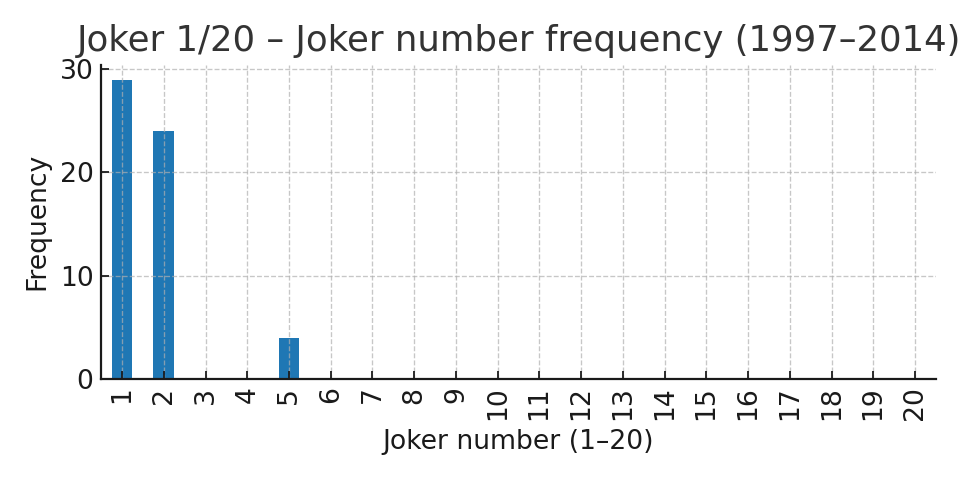 Joker 1/20 – Joker number frequency (1997–2014)
30
20
10
0
Frequency
1 2 3 4 5 6 7 8 9 10 11 12 13 14 15 16 17 18 19 20
Joker number (1–20)